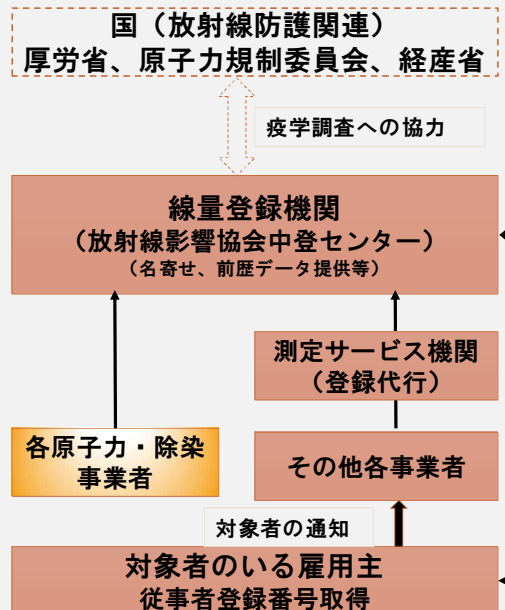 国（放射線防護関連）
厚労省、原子力規制委員会、経産省
疫学調査への協力
線量登録機関
（放射線影響協会中登センター）
（名寄せ、前歴データ提供等）
測定サービス機関
（登録代行）
各原子力・除染
事業者
その他各事業者
対象者の通知
対象者のいる雇用主
従事者登録番号取得